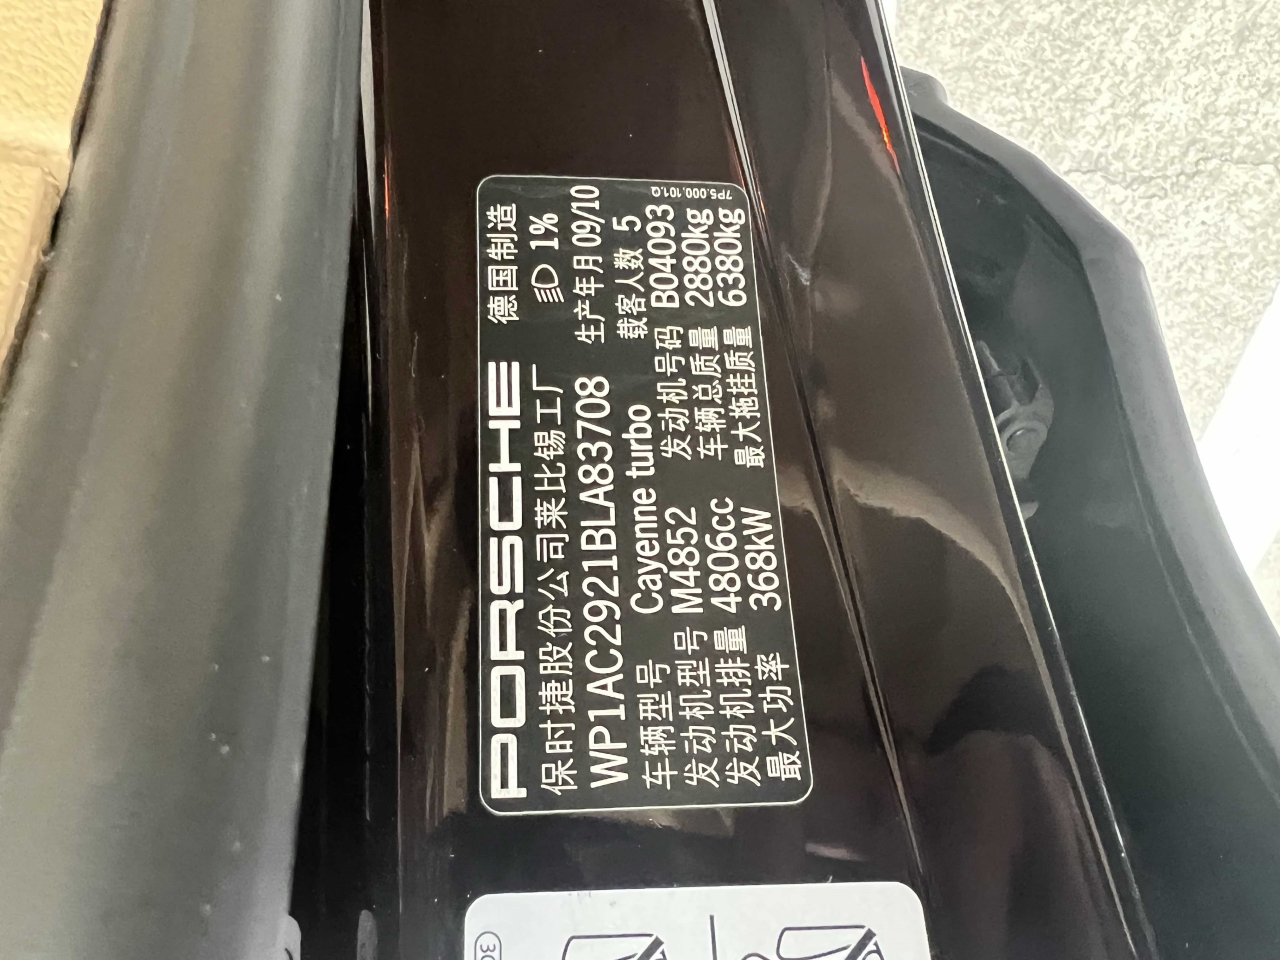 PORSCHE 德国制造
保时捷股份公司莱比锡工厂 1%
WP1AC2921BLA83708 生产年月 09/10
车辆型号 Cayenne turbo 载客人数 5
发动机型号 M4852 发动机号码 B04093
发动机排量 4806cc 车辆总质量 2880kg
最大功率 368kW 最大拖挂质量 6380kg
7P5.000.101.Q